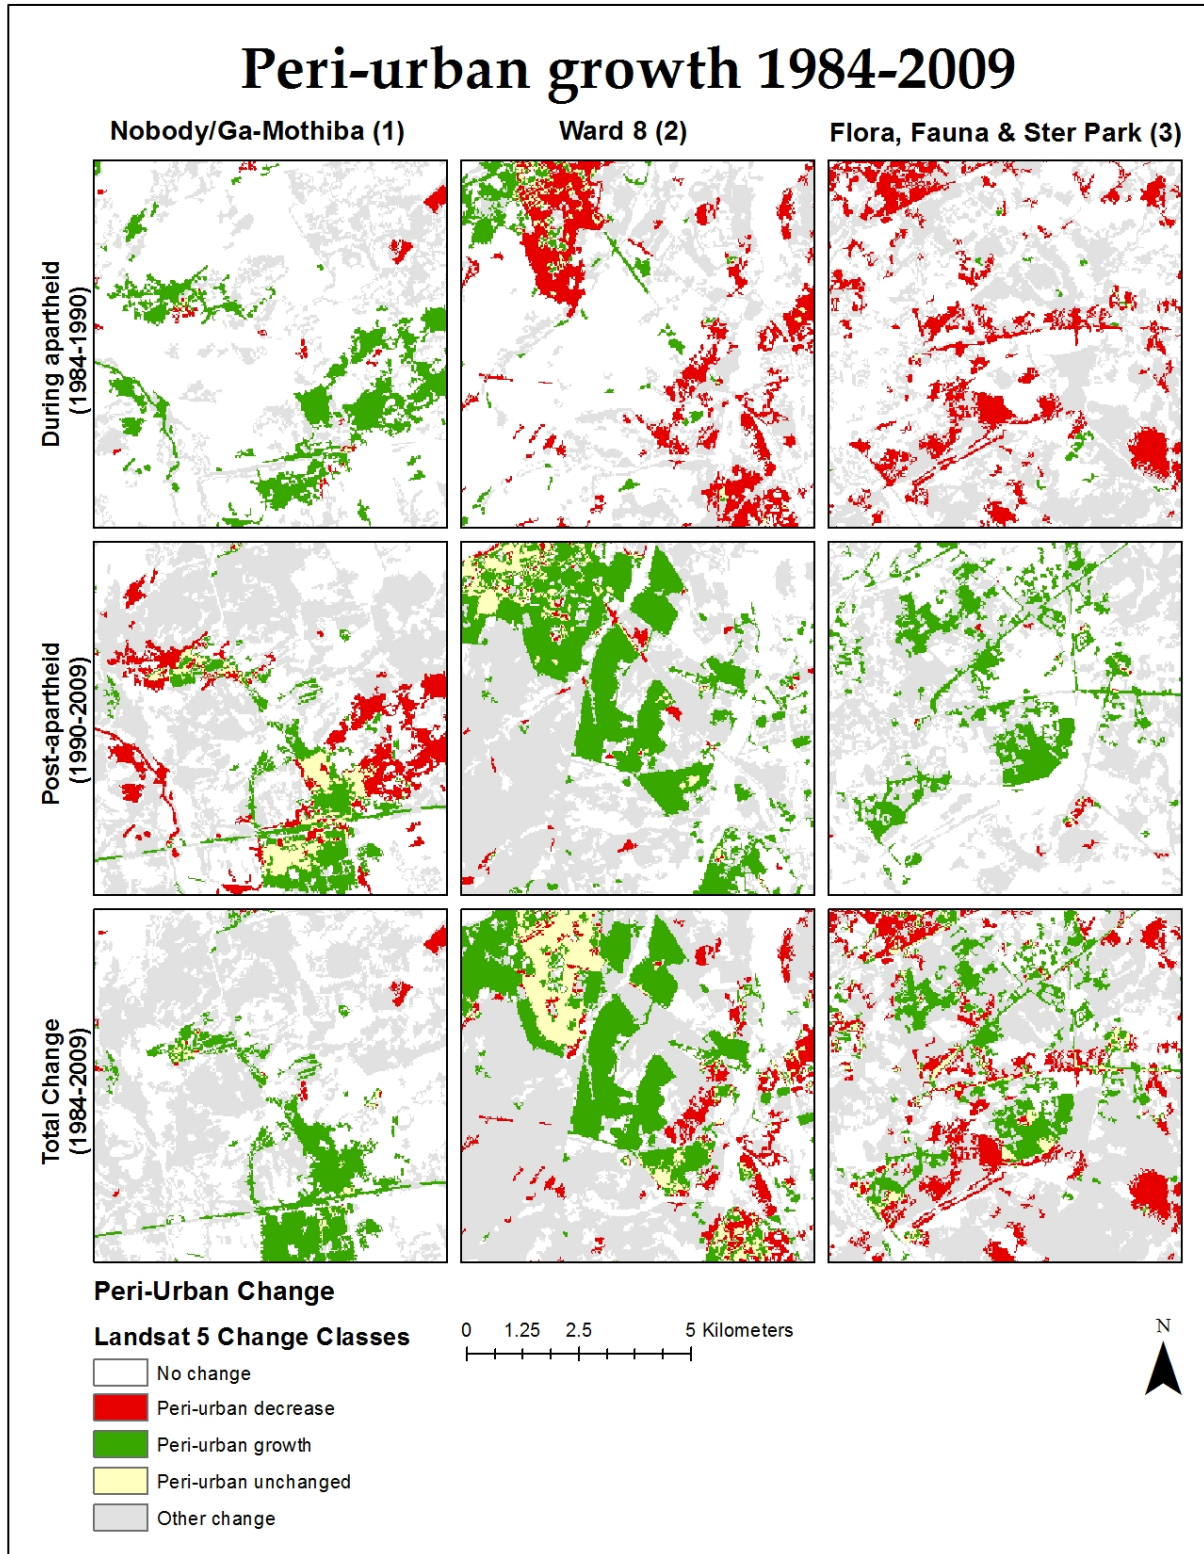 Peri-urban growth 1984-2009
Nobody/Ga-Mothiba (1)
Ward 8 (2)
Flora, Fauna & Ster Park (3)
During apartheid
(1984-1990)
Post-apartheid
(1990-2009)
Total Change
(1984-2009)
Peri-Urban Change
Landsat 5 Change Classes
No change
Peri-urban decrease
Peri-urban growth
Peri-urban unchanged
Other change
0 1.25 2.5 5 Kilometers
N